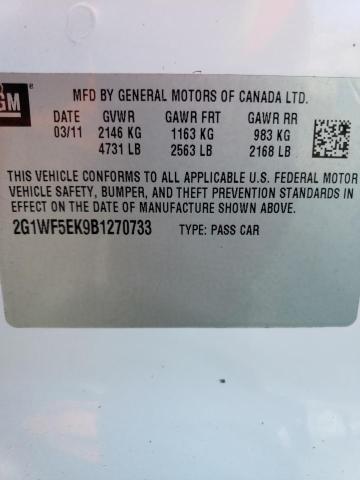 GM ®
MFD BY GENERAL MOTORS OF CANADA LTD.
DATE GVWR GAWR FRT GAWR RR
03/11 2146 KG 1163 KG 983 KG
4731 LB 2563 LB 2168 LB
THIS VEHICLE CONFORMS TO ALL APPLICABLE U.S. FEDERAL MOTOR
VEHICLE SAFETY, BUMPER, AND THEFT PREVENTION STANDARDS IN
EFFECT ON THE DATE OF MANUFACTURE SHOWN ABOVE.
2G1WF5EK9B1270733 TYPE: PASS CAR